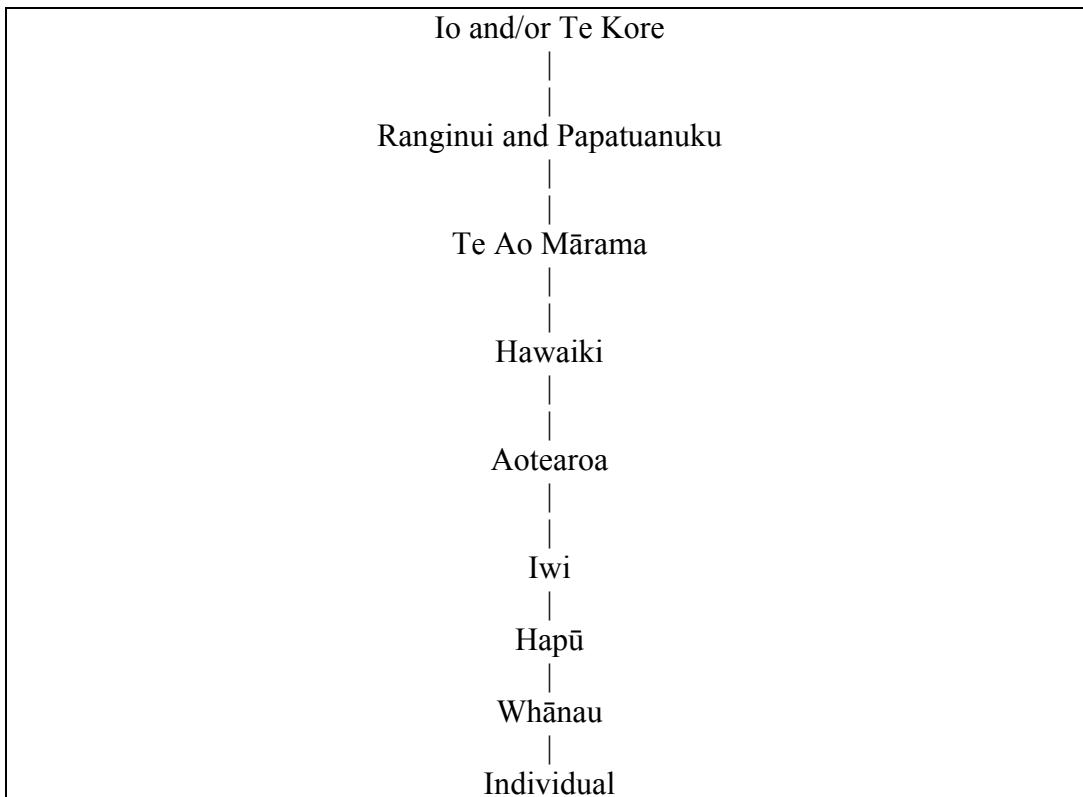 Io and/or Te Kore
Ranginui and Papatuanuku
Te Ao Mārama
Hawaiki
Aotearoa
Iwi
Hapū
Whānau
Individual